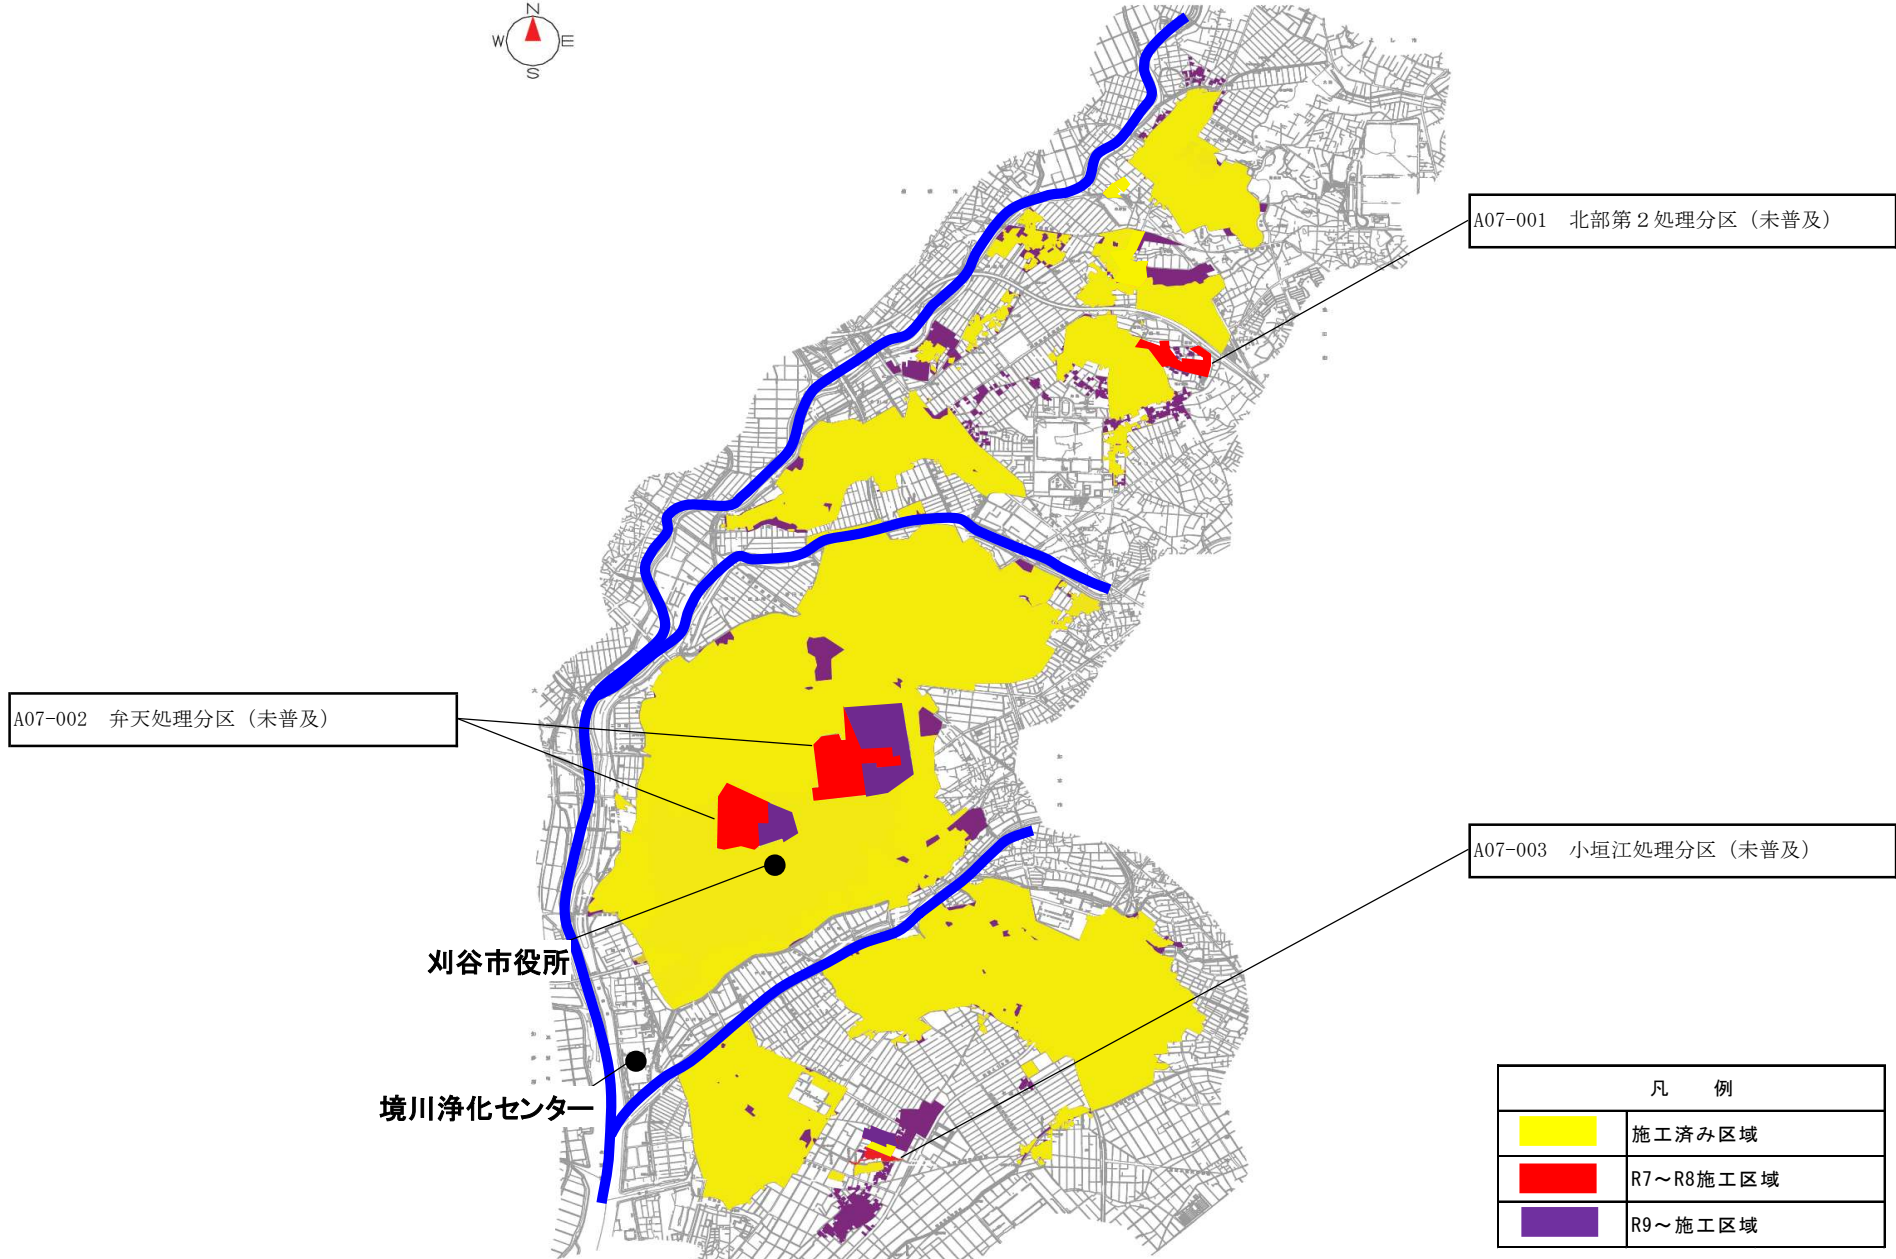 N
W E
S
A07-001 北部第２処理分区（未普及）
A07-002 弁天処理分区（未普及）
A07-003 小垣江処理分区（未普及）
刈谷市役所
境川浄化センター
凡 例
施工済み区域
R7～R8施工区域
R9～施工区域